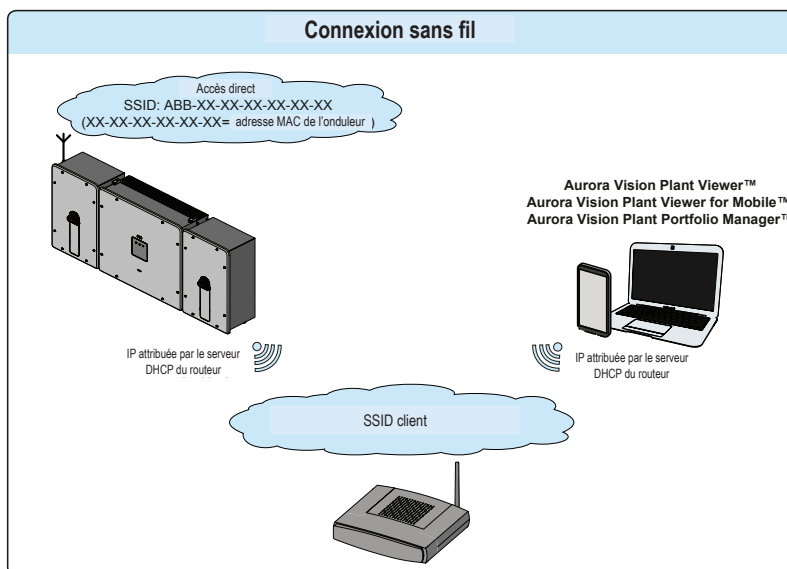 Connexion sans fil
Accès direct
SSID: ABB-XX-XX-XX-XX-XX-XX
(XX-XX-XX-XX-XX-XX= adresse MAC de l'onduleur )
Aurora Vision Plant Viewer™
Aurora Vision Plant Viewer for Mobile™
Aurora Vision Plant Portfolio Manager™
IP attribuée par le serveur
DHCP du routeur
IP attribuée par le serveur
DHCP du routeur
SSID client